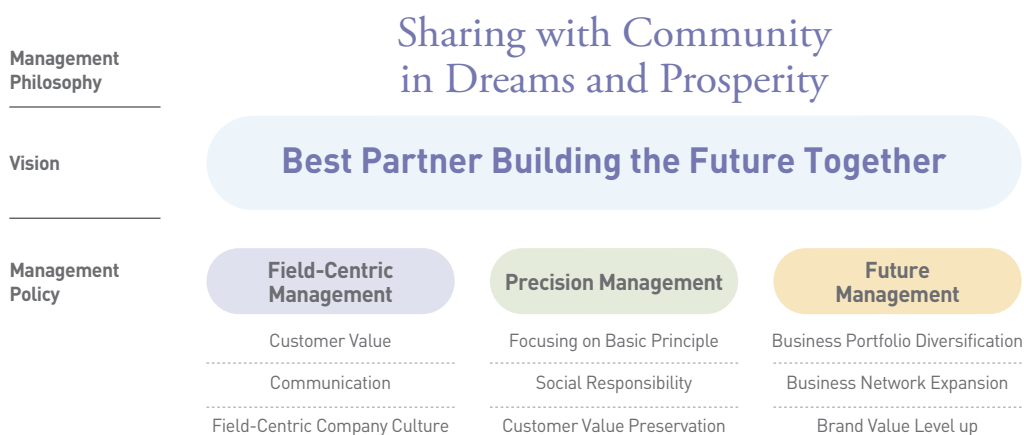 Management
Philosophy
Sharing with Community
in Dreams and Prosperity
Vision
Best Partner Building the Future Together
Management
Policy
Field-Centric
Management
Customer Value
Communication
Field-Centric Company Culture
Precision Management
Focusing on Basic Principle
Social Responsibility
Customer Value Preservation
Future
Management
Business Portfolio Diversification
Business Network Expansion
Brand Value Level up